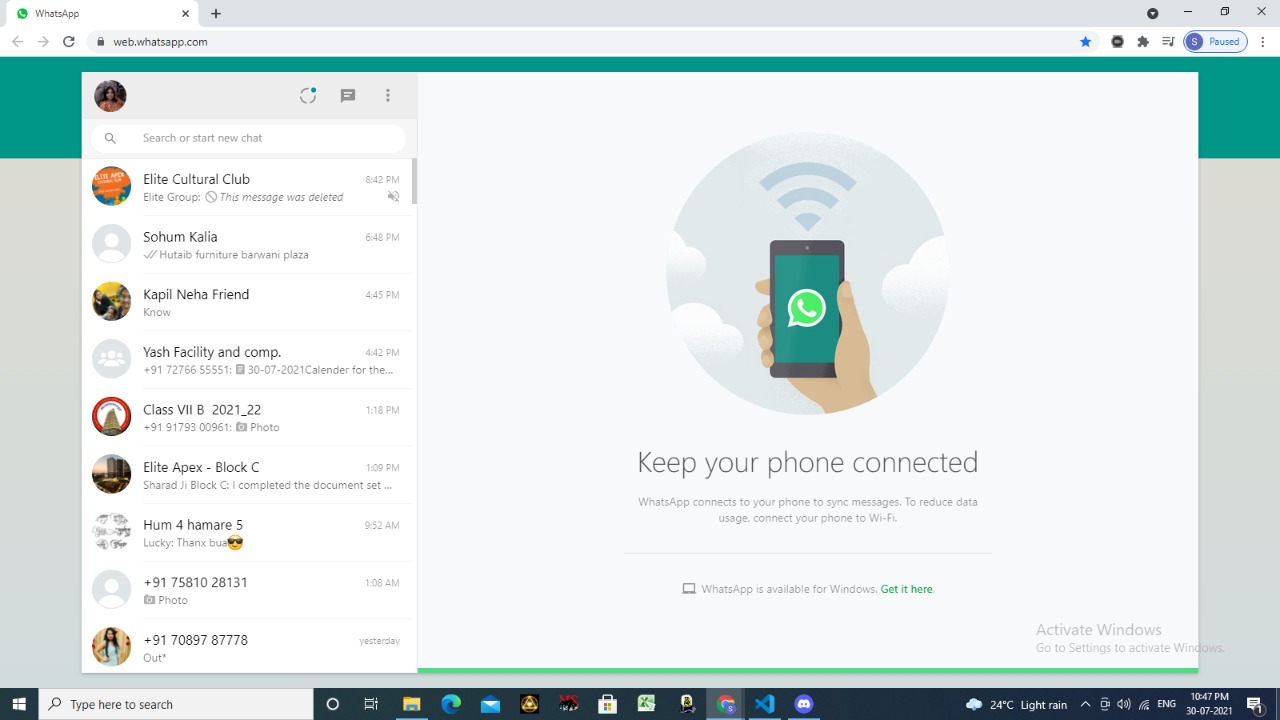 WhatsApp
web.whatsapp.com
S Paused
Search or start new chat
Elite Cultural Club 8:42 PM
Elite Group: This message was deleted
Sohum Kalia 6:48 PM
Hutaib furniture barwani plaza
Kapil Neha Friend 4:45 PM
Know
Yash Facility and comp. 4:42 PM
+91 72766 55551: 30-07-2021Calender for the...
Class VII B 2021_22 1:18 PM
+91 91793 00961: Photo
Elite Apex - Block C 1:09 PM
Sharad Ji Block C: I completed the document set ...
Hum 4 hamare 5 9:52 AM
Lucky: Thanx bua😎
+91 75810 28131 1:08 AM
Photo
+91 70897 87778 yesterday
Out*
Keep your phone connected
WhatsApp connects to your phone to sync messages. To reduce data
usage, connect your phone to Wi-Fi.
WhatsApp is available for Windows. Get it here.
Activate Windows
Go to Settings to activate Windows.
Type here to search
24°C Light rain
ENG
10:47 PM
30-07-2021
1